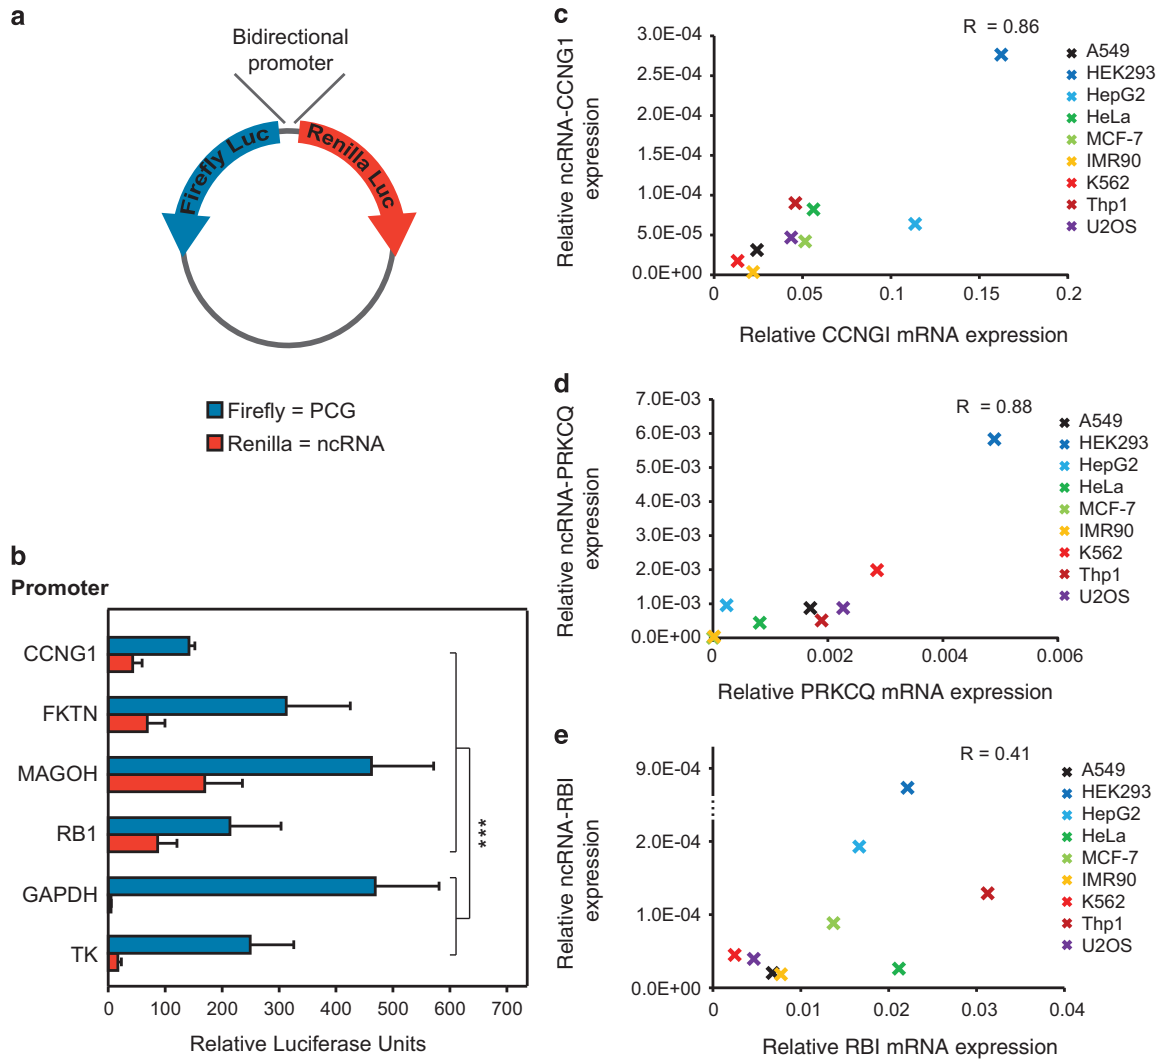 a
Bidirectional
promoter
Firefly Luc
Renilla Luc
Firefly = PCG
Renilla = ncRNA
b
Promoter
CCNG1
FKTN
MAGOH
RB1
GAPDH
TK
***
0 100 200 300 400 500 600 700
Relative Luciferase Units
c
R = 0.86
Relative ncRNA-CCNG1
expression
3.0E-04
2.5E-04
2.0E-04
1.5E-04
1.0E-04
5.0E-05
0.0E+00
0 0.05 0.1 0.15 0.2
Relative CCNGI mRNA expression
A549
HEK293
HepG2
HeLa
MCF-7
IMR90
K562
Thp1
U2OS
d
R = 0.88
Relative ncRNA-PRKCQ
expression
7.0E-03
6.0E-03
5.0E-03
4.0E-03
3.0E-03
2.0E-03
1.0E-03
0.0E+00
0 0.002 0.004 0.006
Relative PRKCQ mRNA expression
A549
HEK293
HepG2
HeLa
MCF-7
IMR90
K562
Thp1
U2OS
e
R = 0.41
Relative ncRNA-RBI
expression
9.0E-04
2.0E-04
1.0E-04
0.0E+00
0 0.01 0.02 0.03 0.04
Relative RBI mRNA expression
A549
HEK293
HepG2
HeLa
MCF-7
IMR90
K562
Thp1
U2OS